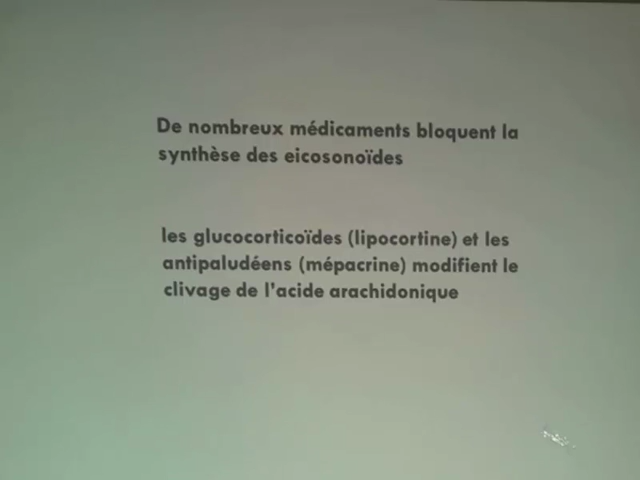 De nombreux médicaments bloquent la
synthèse des eicosonoïdes
les glucocorticoïdes (lipocortine) et les
antipaludéens (mépacrine) modifient le
clivage de l'acide arachidonique